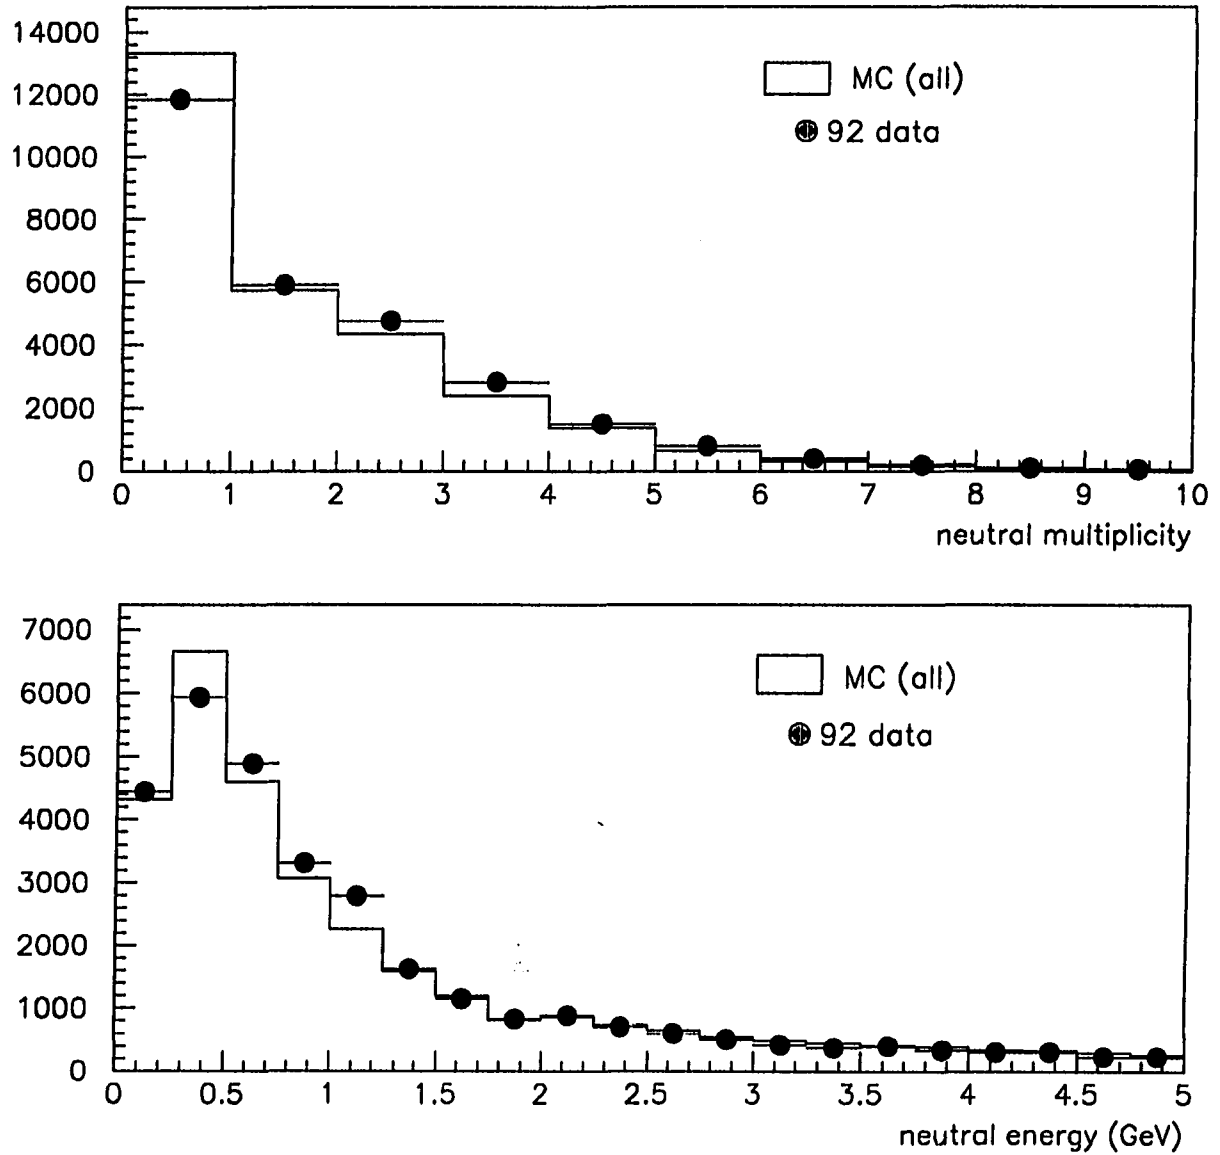 14000
12000
10000
8000
6000
4000
2000
0
MC (all)
92 data
0 1 2 3 4 5 6 7 8 9 10
neutral multiplicity
7000
6000
5000
4000
3000
2000
1000
0
MC (all)
92 data
0 0.5 1 1.5 2 2.5 3 3.5 4 4.5 5
neutral energy (GeV)